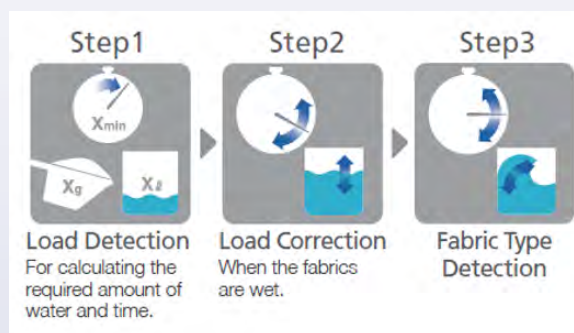 Step1
Xmin
Xg
Xℓ
Load Detection
For calculating the
required amount of
water and time.
Step2
Load Correction
When the fabrics
are wet.
Step3
Fabric Type
Detection